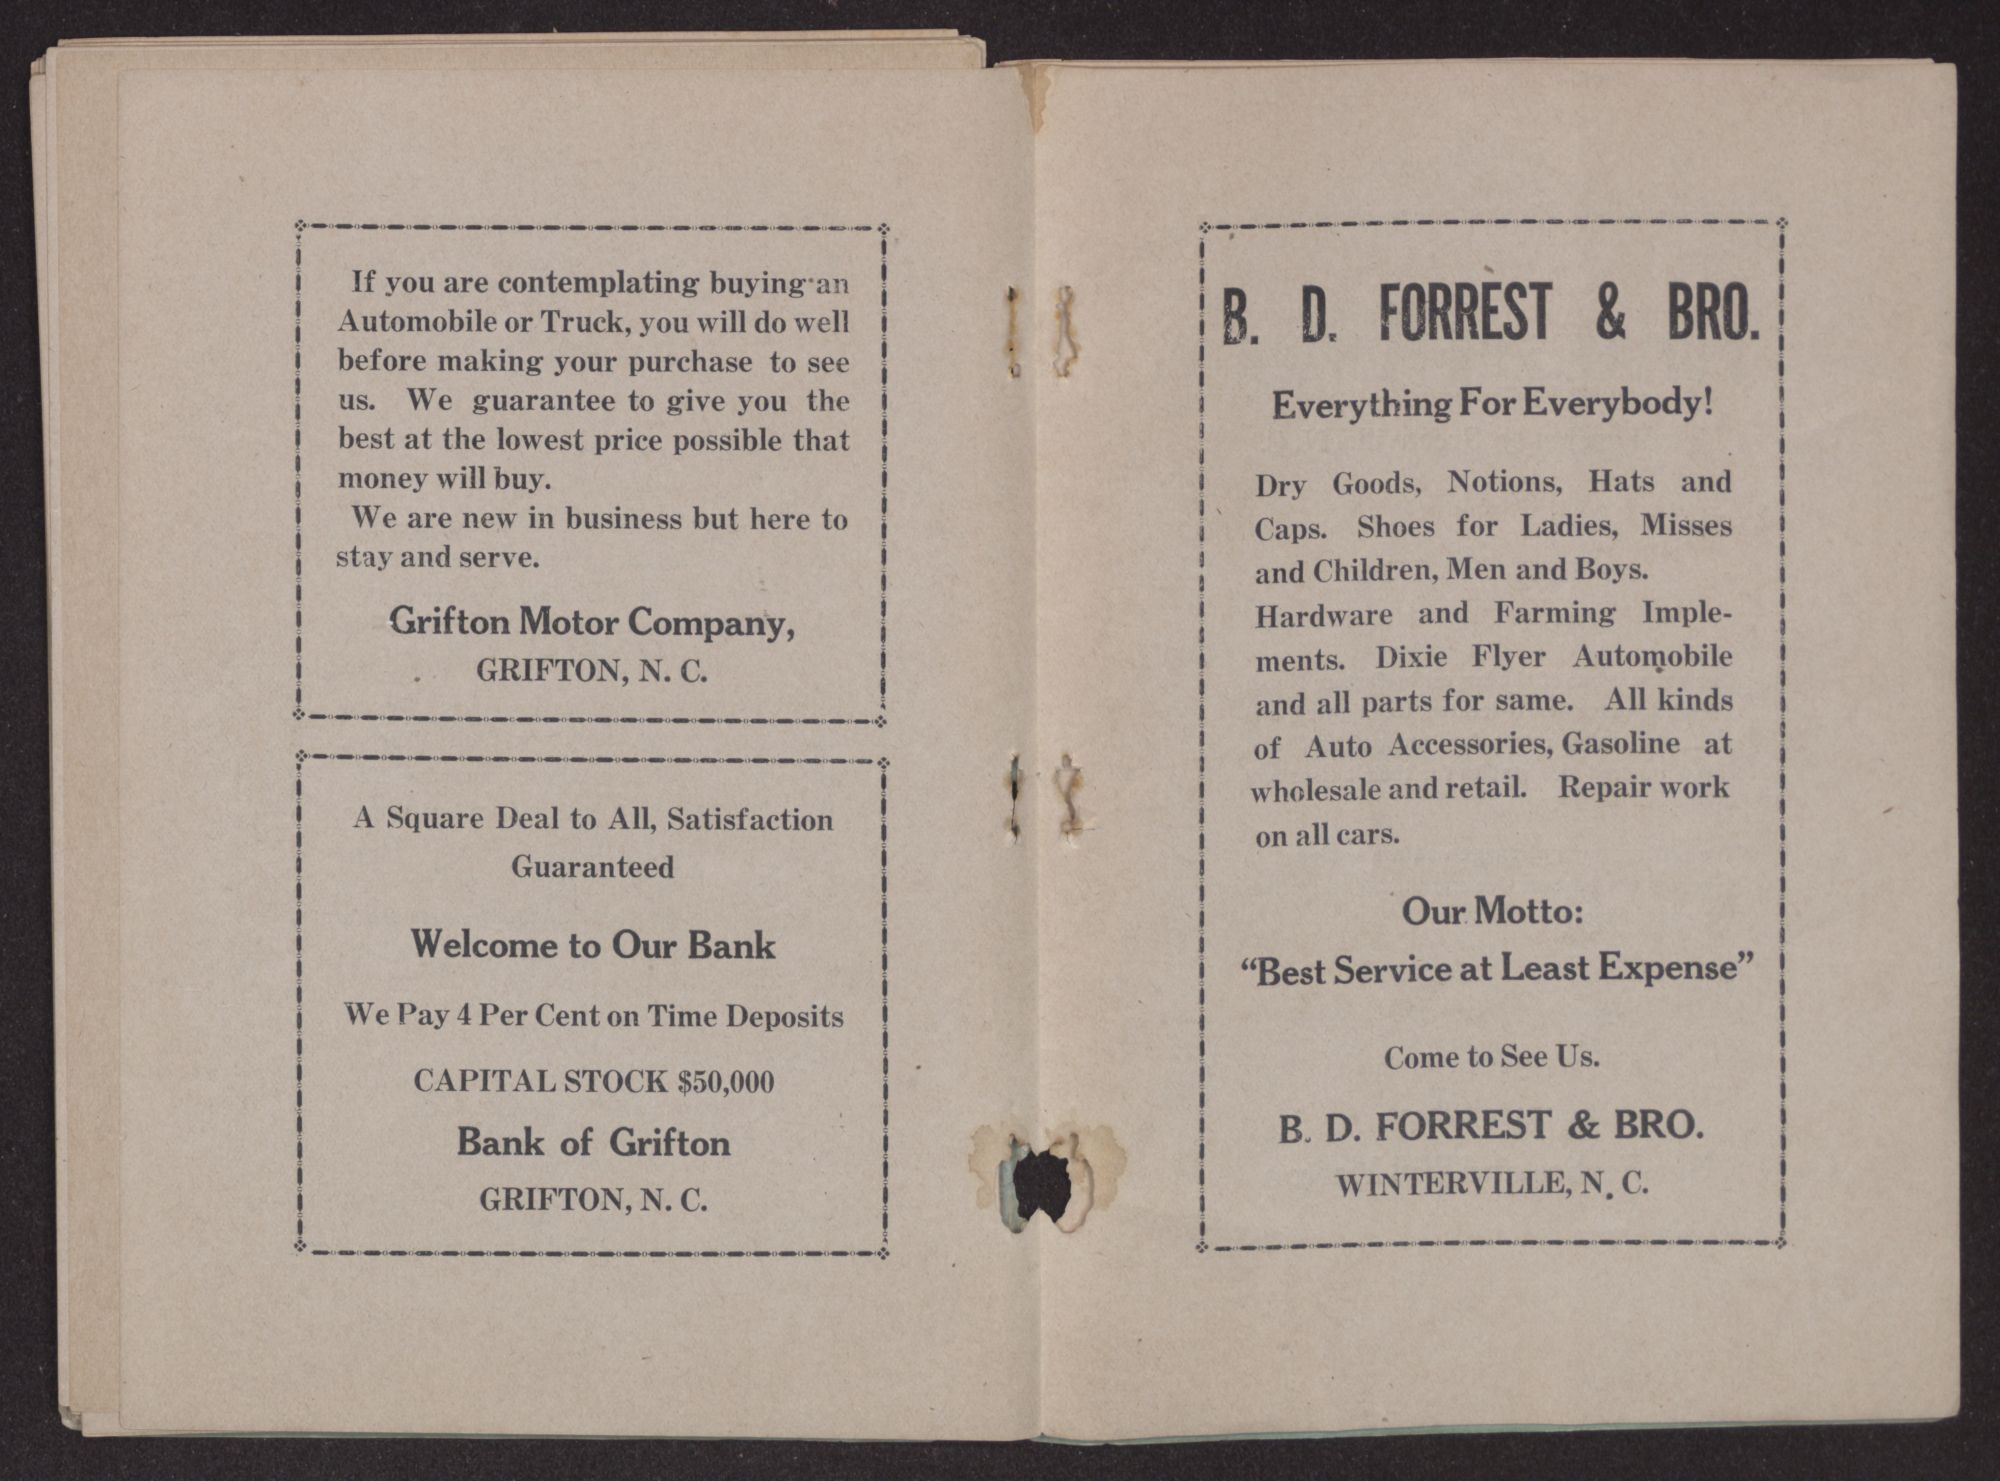 If you are contemplating buying an
Automobile or Truck, you will do well
before making your purchase to see
us. We guarantee to give you the
best at the lowest price possible that
money will buy.
We are new in business but here to
stay and serve.
Grifton Motor Company,
GRIFTON, N. C.
A Square Deal to All, Satisfaction
Guaranteed
Welcome to Our Bank
We Pay 4 Per Cent on Time Deposits
CAPITAL STOCK $50,000
Bank of Grifton
GRIFTON, N. C.
B. D. FORREST & BRO.
Everything For Everybody!
Dry Goods, Notions, Hats and
Caps. Shoes for Ladies, Misses
and Children, Men and Boys.
Hardware and Farming Imple-
ments. Dixie Flyer Automobile
and all parts for same. All kinds
of Auto Accessories, Gasoline at
wholesale and retail. Repair work
on all cars.
Our Motto:
“Best Service at Least Expense”
Come to See Us.
B. D. FORREST & BRO.
WINTERVILLE, N. C.